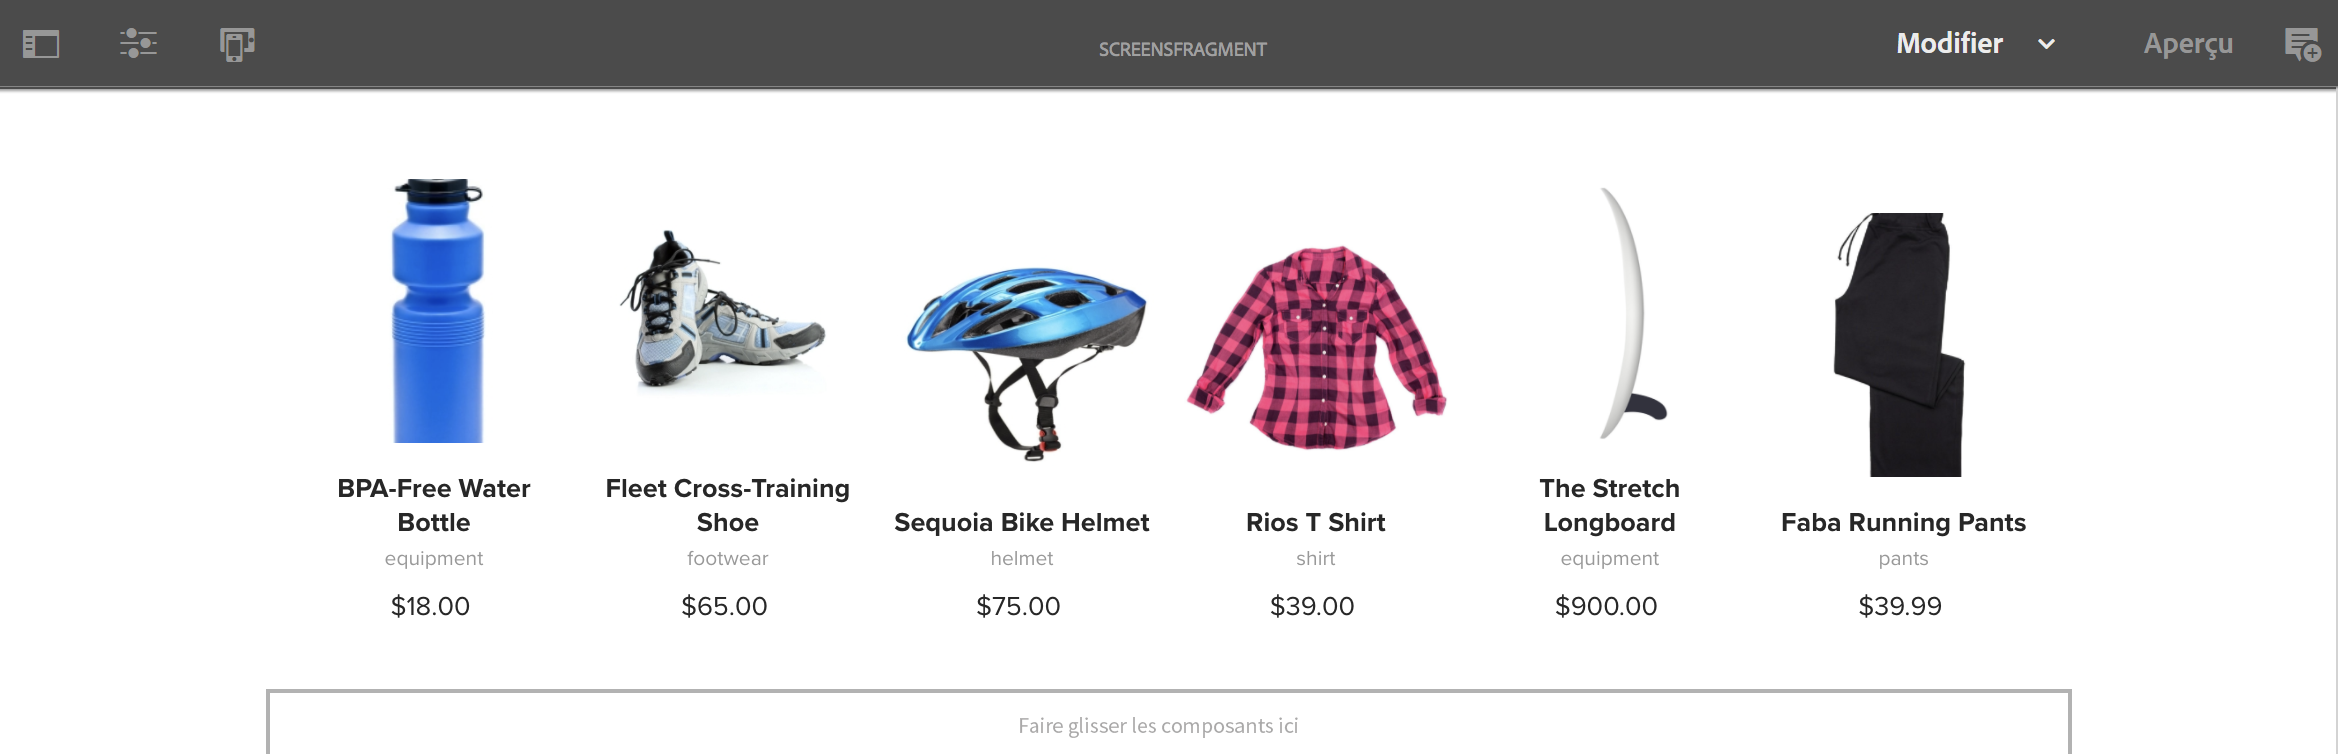 SCREENSFRAGMENT
Modifier
Aperçu
BPA-Free Water
Bottle
equipment
$18.00
Fleet Cross-Training
Shoe
footwear
$65.00
Sequoia Bike Helmet
helmet
$75.00
Rios T Shirt
shirt
$39.00
The Stretch
Longboard
equipment
$900.00
Faba Running Pants
pants
$39.99
Faire glisser les composants ici